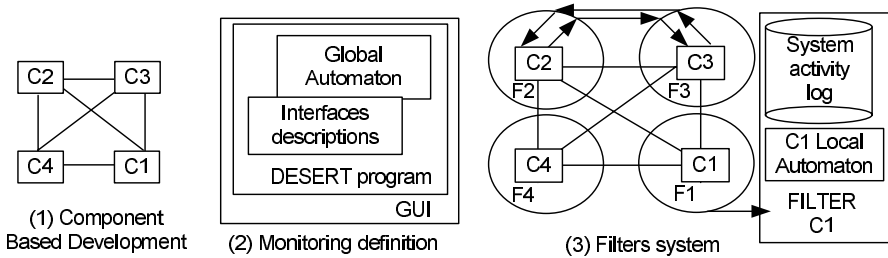 C2
C3
C4
C1
(1) Component
Based Development
Global
Automaton
Interfaces
descriptions
DESERT program
GUI
(2) Monitoring definition
C2
C3
F2
F3
C4
C1
F4
F1
(3) Filters system
System
activity
log
C1 Local
Automaton
FILTER
C1